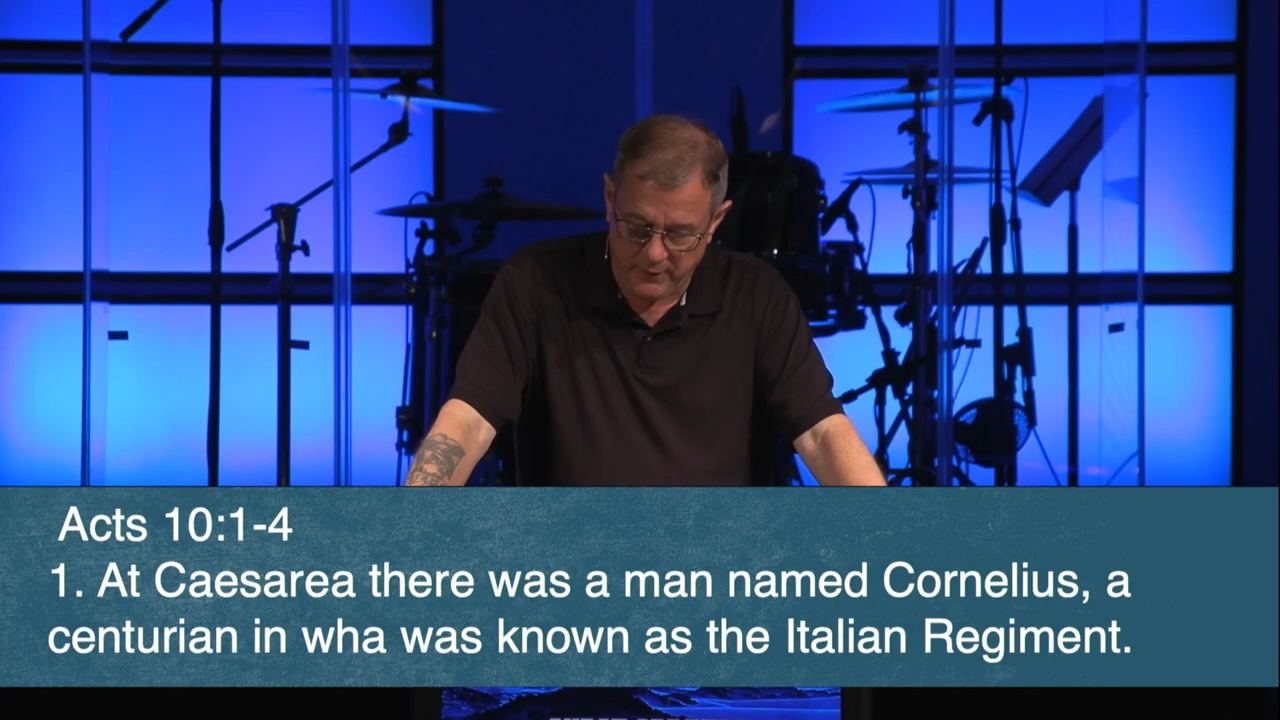 Acts 10:1-4
1. At Caesarea there was a man named Cornelius, a
centurian in wha was known as the Italian Regiment.